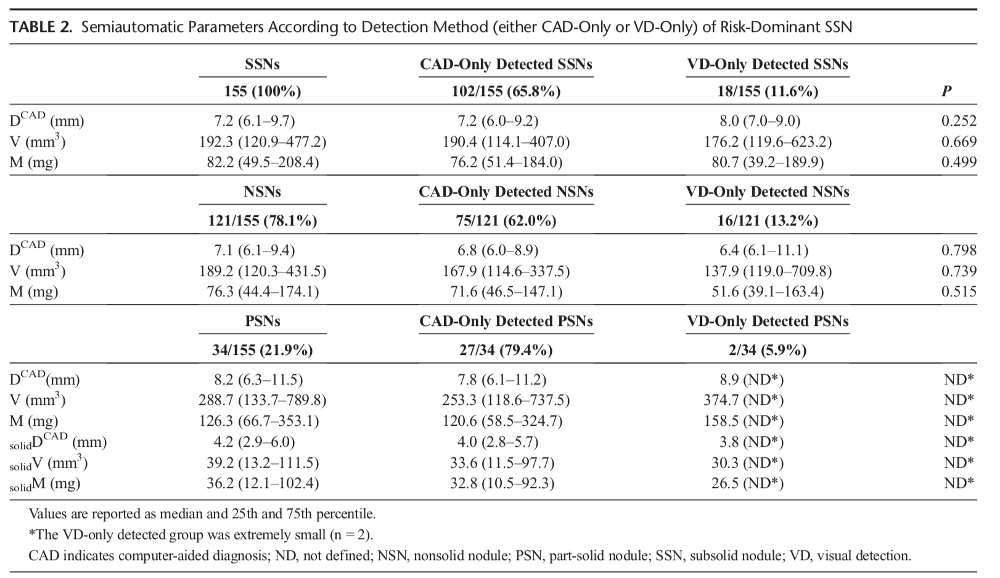 TABLE 2. Semiautomatic Parameters According to Detection Method (either CAD-Only or VD-Only) of Risk-Dominant SSN
SSNs CAD-Only Detected SSNs VD-Only Detected SSNs
155 (100%) 102/155 (65.8%) 18/155 (11.6%) P
D^CAD (mm) 7.2 (6.1–9.7) 7.2 (6.0–9.2) 8.0 (7.0–9.0) 0.252
V (mm³) 192.3 (120.9–477.2) 190.4 (114.1–407.0) 176.2 (119.6–623.2) 0.669
M (mg) 82.2 (49.5–208.4) 76.2 (51.4–184.0) 80.7 (39.2–189.9) 0.499
NSNs CAD-Only Detected NSNs VD-Only Detected NSNs
121/155 (78.1%) 75/121 (62.0%) 16/121 (13.2%)
D^CAD (mm) 7.1 (6.1–9.4) 6.8 (6.0–8.9) 6.4 (6.1–11.1) 0.798
V (mm³) 189.2 (120.3–431.5) 167.9 (114.6–337.5) 137.9 (119.0–709.8) 0.739
M (mg) 76.3 (44.4–174.1) 71.6 (46.5–147.1) 51.6 (39.1–163.4) 0.515
PSNs CAD-Only Detected PSNs VD-Only Detected PSNs
34/155 (21.9%) 27/34 (79.4%) 2/34 (5.9%)
D^CAD(mm) 8.2 (6.3–11.5) 7.8 (6.1–11.2) 8.9 (ND*) ND*
V (mm³) 288.7 (133.7–789.8) 253.3 (118.6–737.5) 374.7 (ND*) ND*
M (mg) 126.3 (66.7–353.1) 120.6 (58.5–324.7) 158.5 (ND*) ND*
solidD^CAD (mm) 4.2 (2.9–6.0) 4.0 (2.8–5.7) 3.8 (ND*) ND*
solidV (mm³) 39.2 (13.2–111.5) 33.6 (11.5–97.7) 30.3 (ND*) ND*
solidM (mg) 36.2 (12.1–102.4) 32.8 (10.5–92.3) 26.5 (ND*) ND*
Values are reported as median and 25th and 75th percentile.
*The VD-only detected group was extremely small (n = 2).
CAD indicates computer-aided diagnosis; ND, not defined; NSN, nonsolid nodule; PSN, part-solid nodule; SSN, subsolid nodule; VD, visual detection.